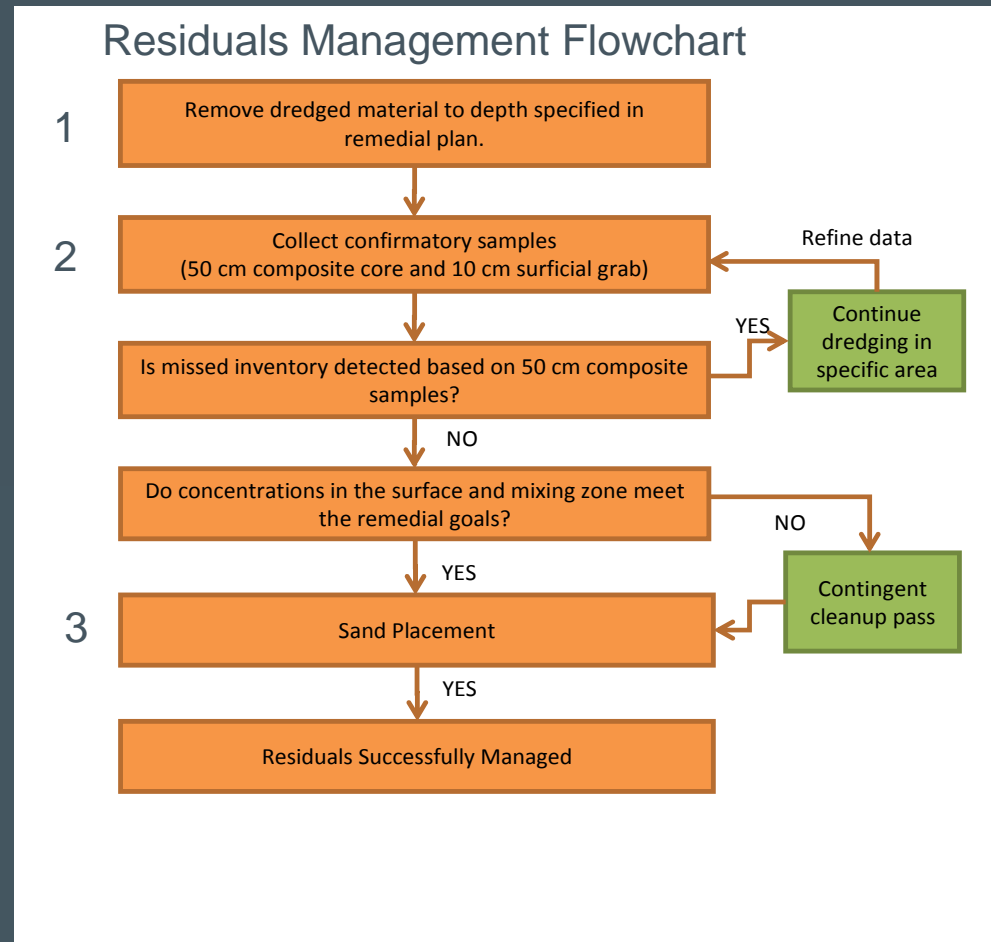 Residuals Management Flowchart
1
Remove dredged material to depth specified in
remedial plan.
2
Collect confirmatory samples
(50 cm composite core and 10 cm surficial grab)
Refine data
YES
Continue
dredging in
specific area
Is missed inventory detected based on 50 cm composite
samples?
NO
Do concentrations in the surface and mixing zone meet
the remedial goals?
NO
YES
Contingent
cleanup pass
3
Sand Placement
YES
Residuals Successfully Managed